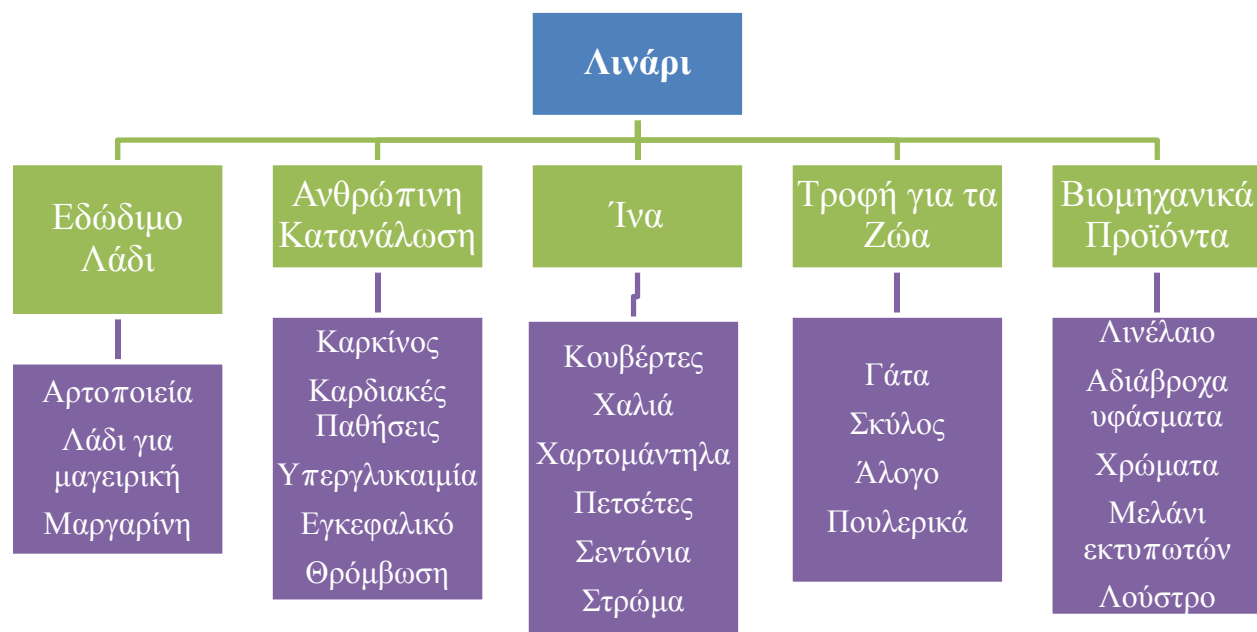 Λινάρι
Εδώδιμο
Λάδι
Αρτοποιεία
Λάδι για
μαγειρική
Μαργαρίνη
Ανθρώπινη
Κατανάλωση
Καρκίνος
Καρδιακές
Παθήσεις
Υπεργλυκαιμία
Εγκεφαλικό
Θρόμβωση
Ίνα
Κουβέρτες
Χαλιά
Χαρτομάντηλα
Πετσέτες
Σεντόνια
Στρώμα
Τροφή για τα
Ζώα
Γάτα
Σκύλος
Άλογο
Πουλερικά
Βιομηχανικά
Προϊόντα
Λινέλαιο
Αδιάβροχα
υφάσματα
Χρώματα
Μελάνι
εκτυπωτών
Λούστρο